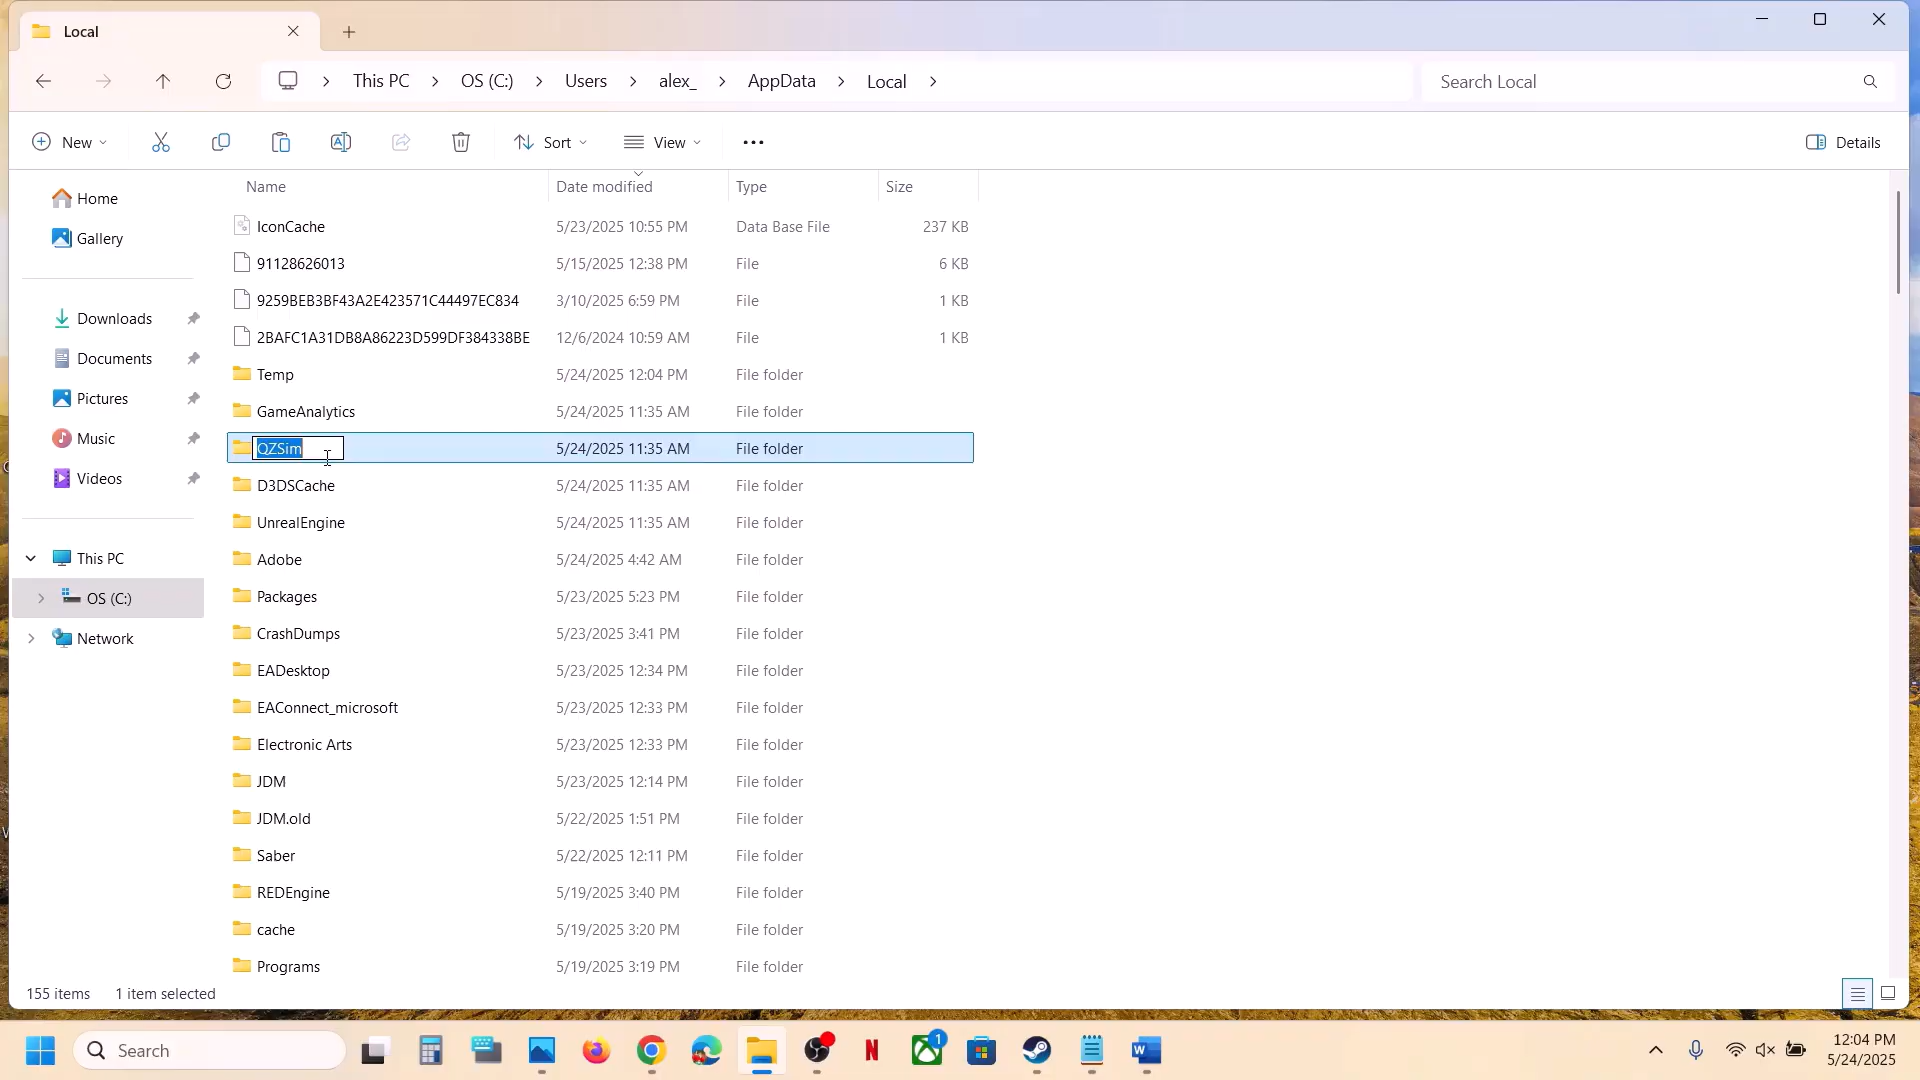 Local
This PC > OS (C:) > Users > alex_ > AppData > Local >
Search Local
New
Sort
View
Details
Home
Gallery
Downloads
Documents
Pictures
Music
Videos
This PC
OS (C:)
Network
Name Date modified Type Size
IconCache 5/23/2025 10:55 PM Data Base File 237 KB
91128626013 5/15/2025 12:38 PM File 6 KB
9259BEB3BF43A2E423571C44497EC834 3/10/2025 6:59 PM File 1 KB
2BAFC1A31DB8A86223D599DF384338BE 12/6/2024 10:59 AM File 1 KB
Temp 5/24/2025 12:04 PM File folder
GameAnalytics 5/24/2025 11:35 AM File folder
QZSim 5/24/2025 11:35 AM File folder
D3DSCache 5/24/2025 11:35 AM File folder
UnrealEngine 5/24/2025 11:35 AM File folder
Adobe 5/24/2025 4:42 AM File folder
Packages 5/23/2025 5:23 PM File folder
CrashDumps 5/23/2025 3:41 PM File folder
EADesktop 5/23/2025 12:34 PM File folder
EAConnect_microsoft 5/23/2025 12:33 PM File folder
Electronic Arts 5/23/2025 12:33 PM File folder
JDM 5/23/2025 12:14 PM File folder
JDM.old 5/22/2025 1:51 PM File folder
Saber 5/22/2025 12:11 PM File folder
REDEngine 5/19/2025 3:40 PM File folder
cache 5/19/2025 3:20 PM File folder
Programs 5/19/2025 3:19 PM File folder
155 items 1 item selected
Search
1
12:04 PM
5/24/2025